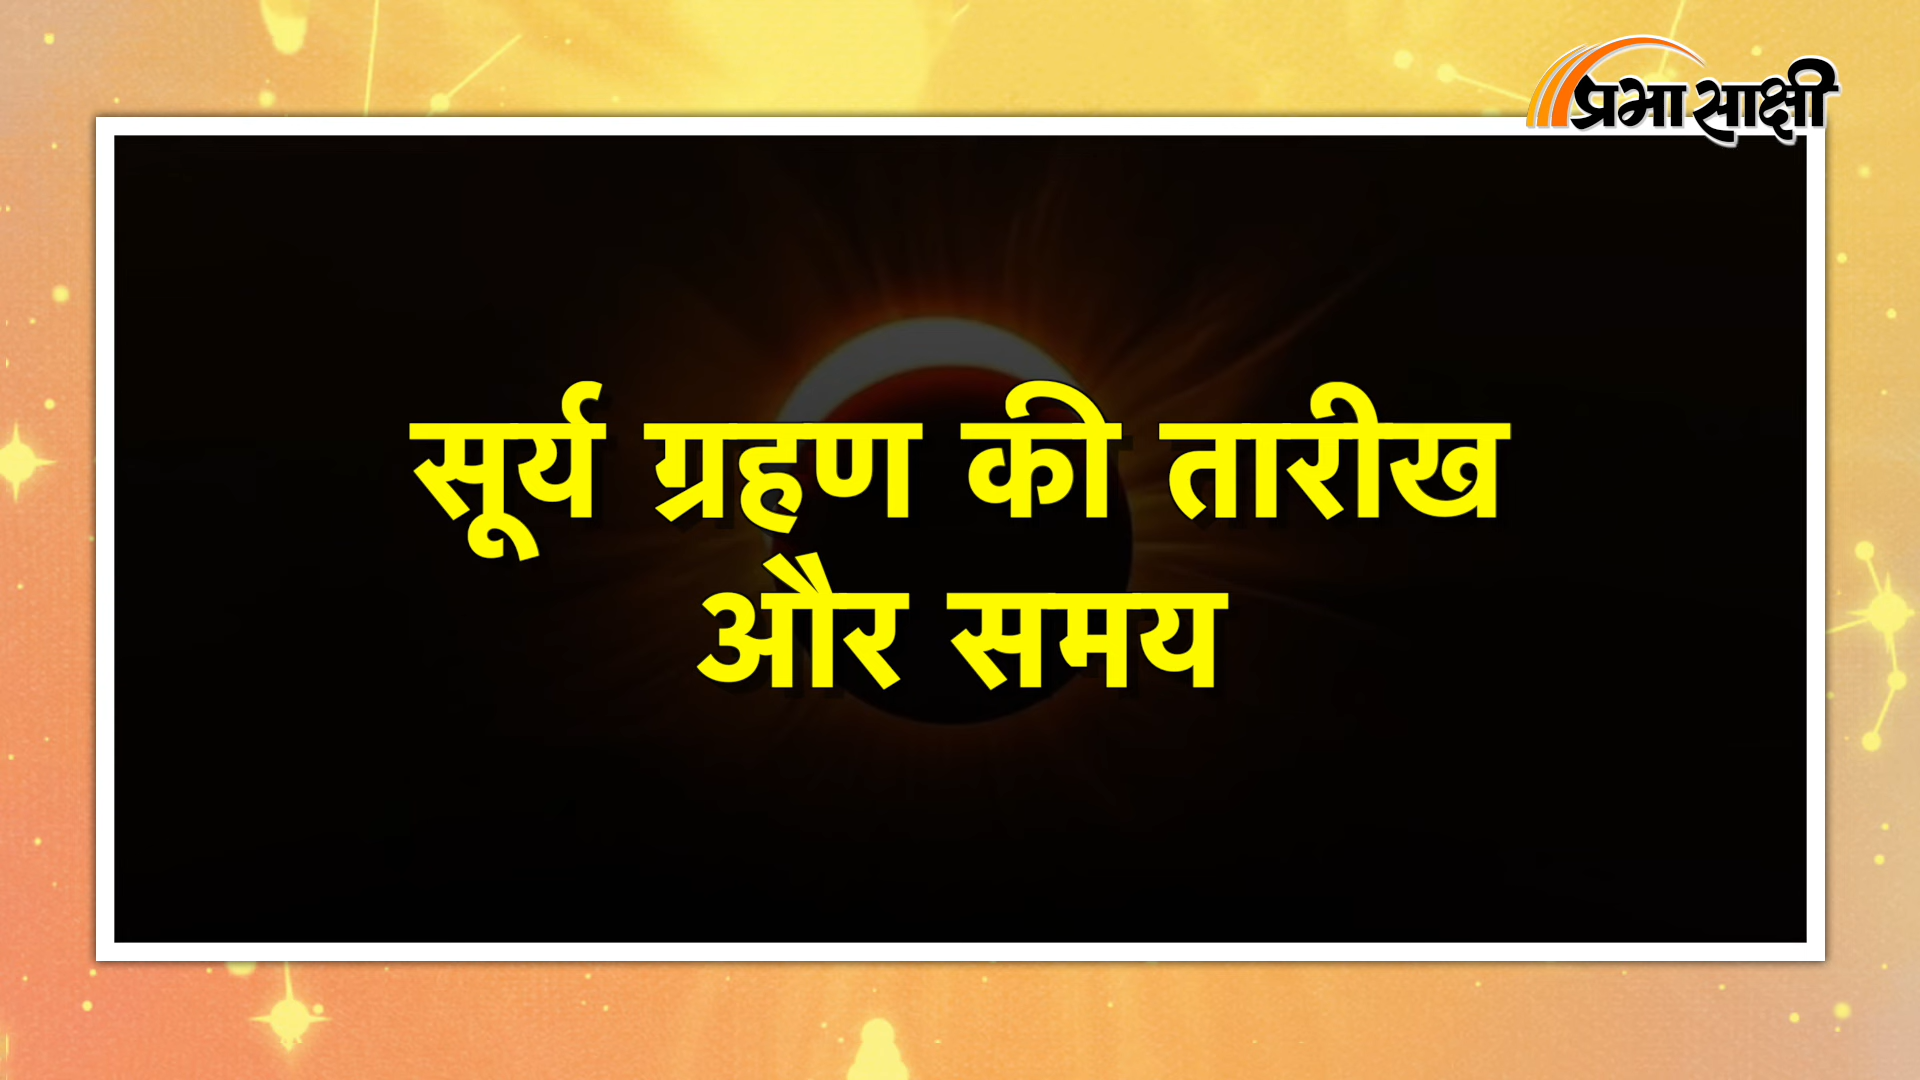 प्रभासाक्षी
सूर्य ग्रहण की तारीख
और समय